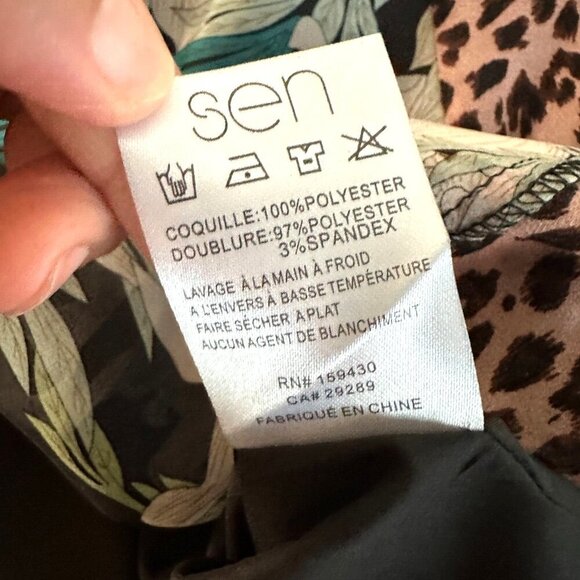 sen
COQUILLE:100%POLYESTER
DOUBLURE:97%POLYESTER
3%SPANDEX
LAVAGE À LA MAIN À FROID
A L'ENVERS À BASSE TEMPÉRATURE
FAIRE SÉCHER A PLAT
AUCUN AGENT DE BLANCHIMENT
RN# 159430
CA# 29289
FABRIQUÉ EN CHINE